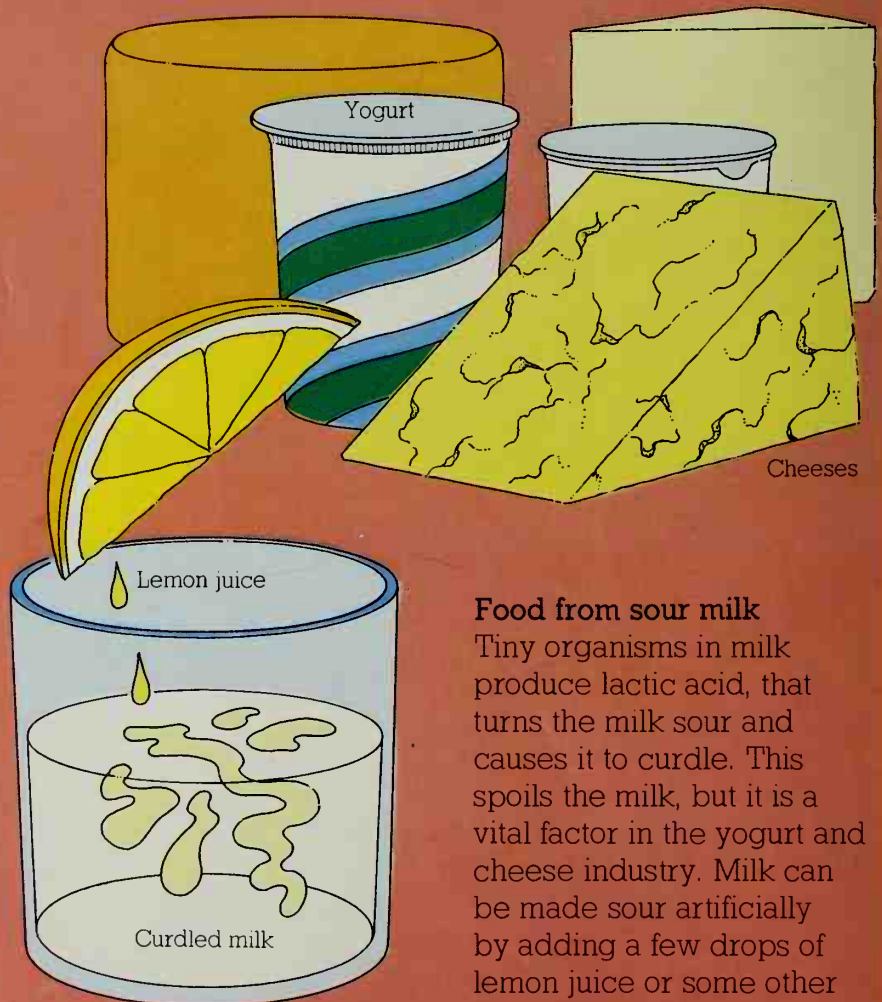 Yogurt
Cheeses
Lemon juice
Curdled milk
Food from sour milk
Tiny organisms in milk
produce lactic acid, that
turns the milk sour and
causes it to curdle. This
spoils the milk, but it is a
vital factor in the yogurt and
cheese industry. Milk can
be made sour artificially
by adding a few drops of
lemon juice or some other